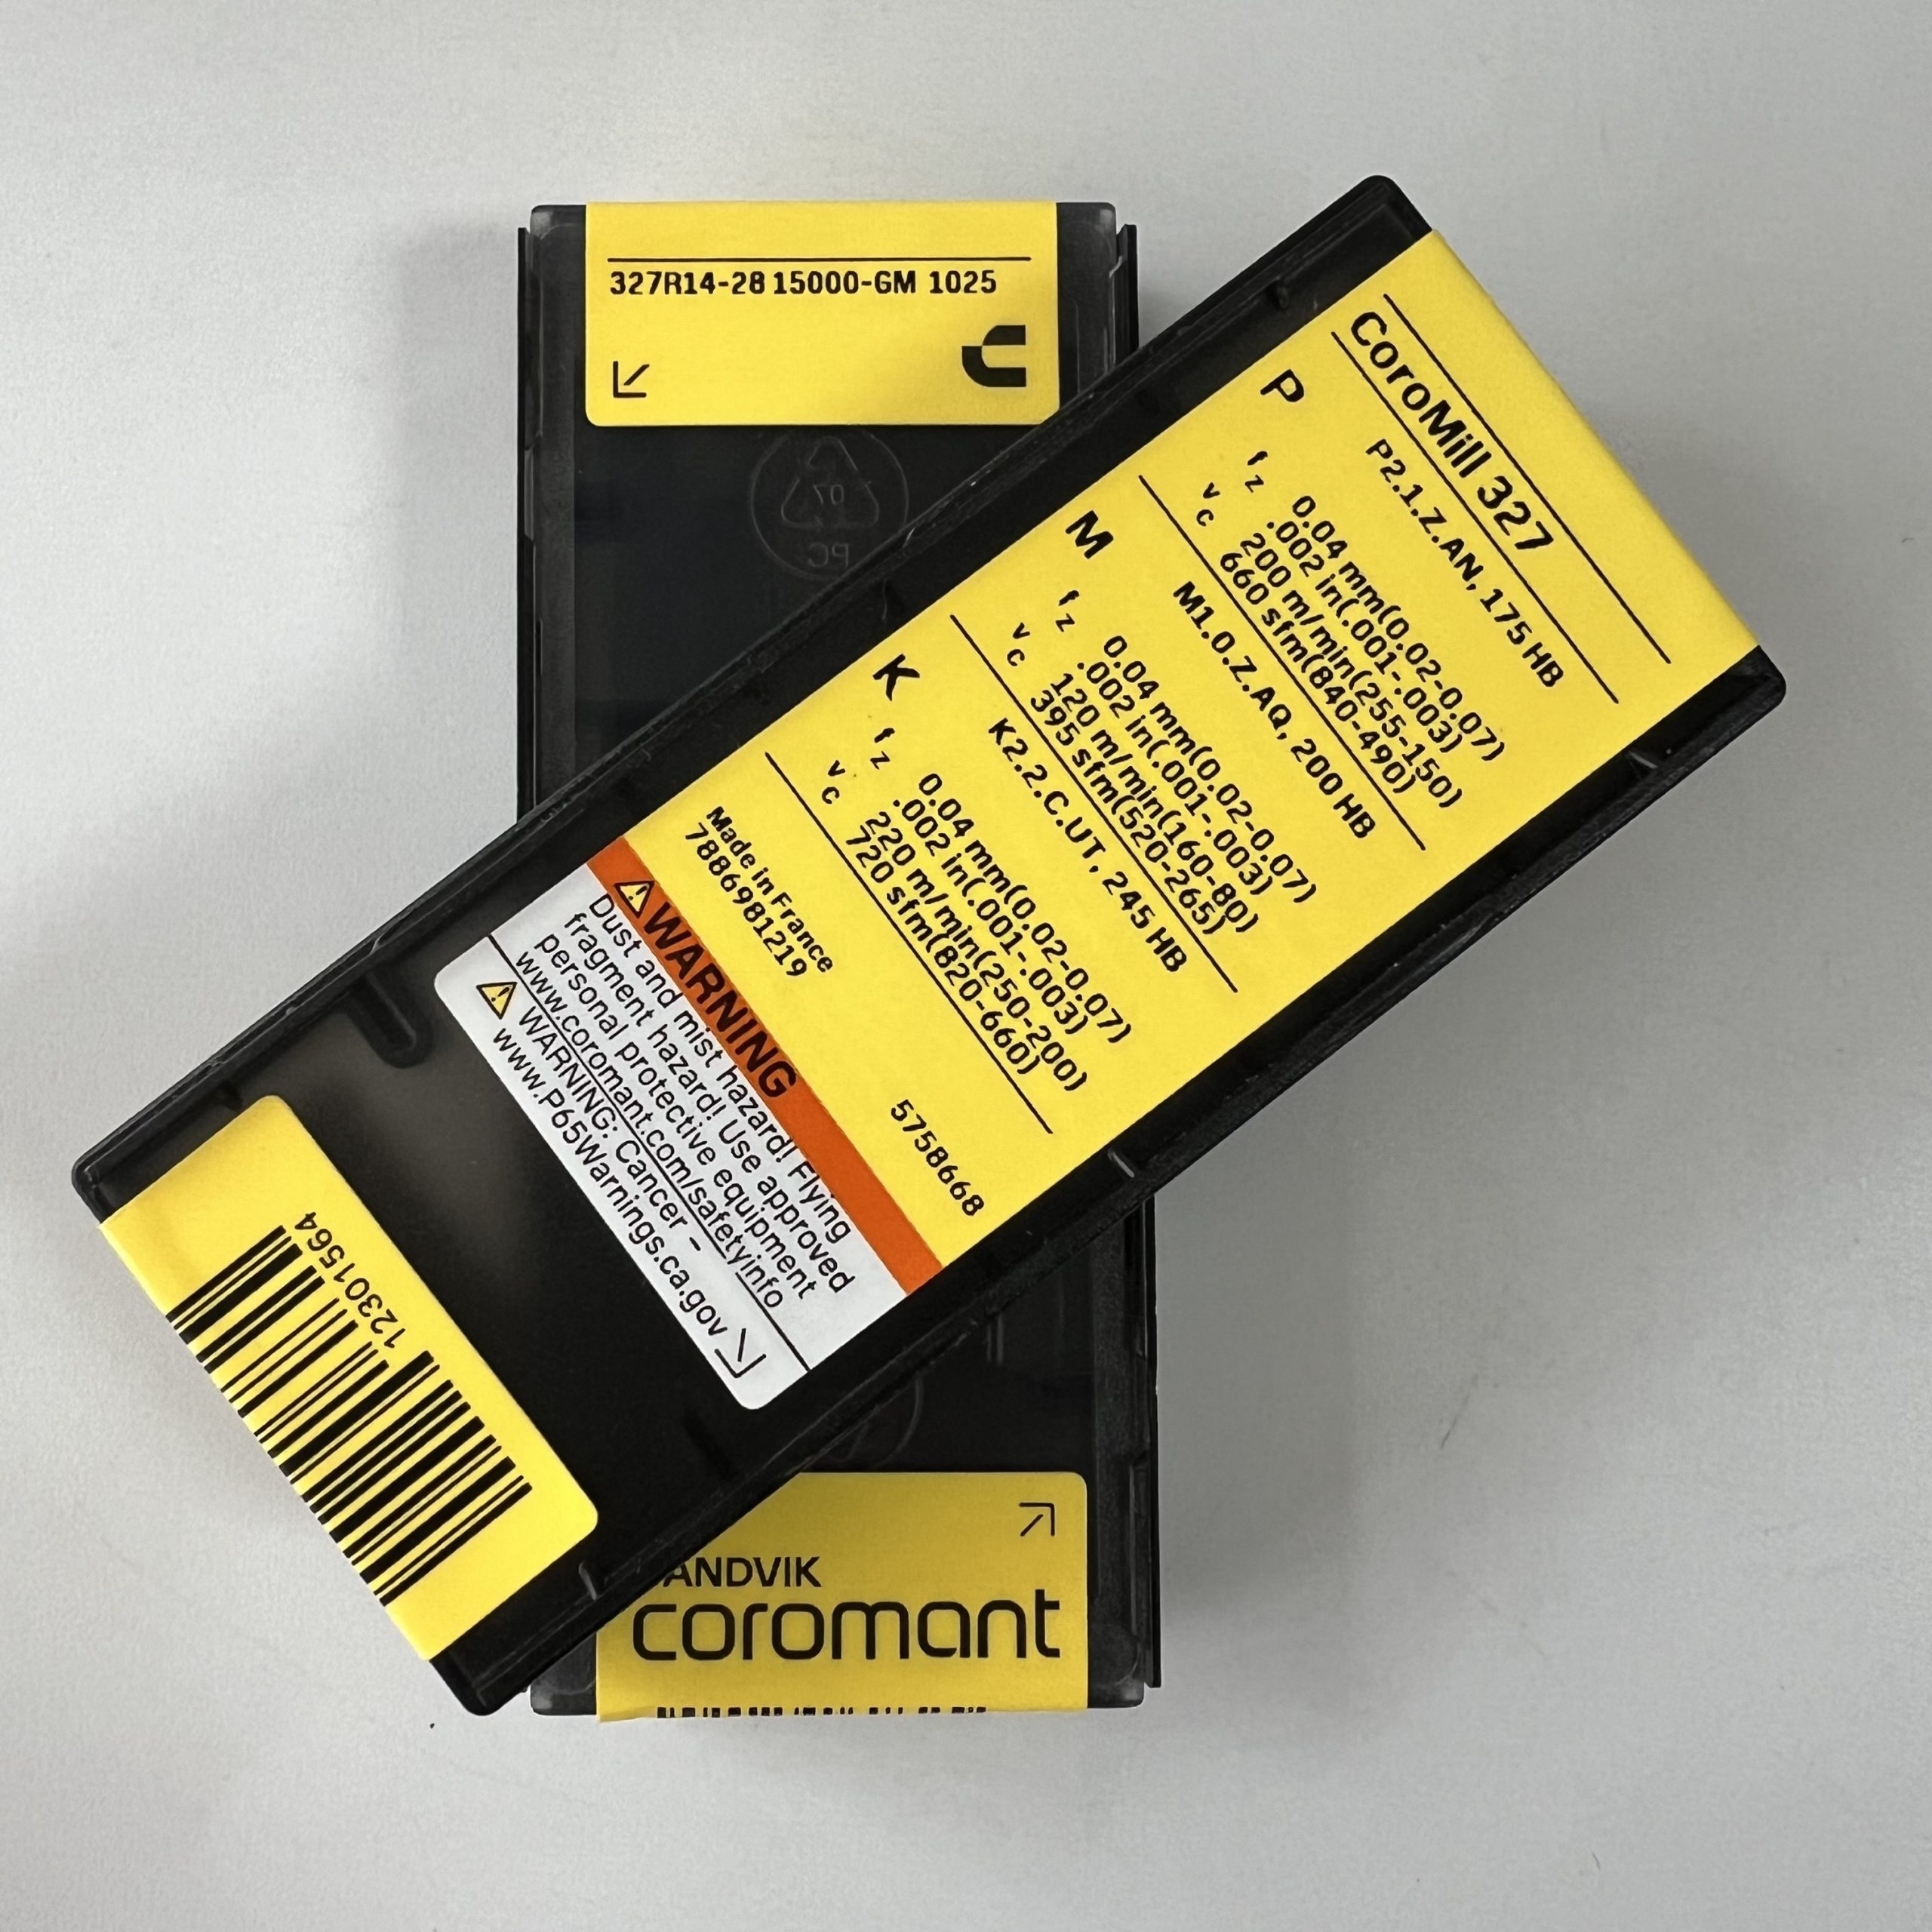 327R14-28 15000-GM 1025
CoroMill 327
P P2.1.Z.AN, 175 HB
fz 0.04 mm(0.02-0.07)
.002 in(.001-.003)
vc 200 m/min(255-150)
660 sfm(840-490)
M M1.0.Z.AQ, 200 HB
fz 0.04 mm(0.02-0.07)
.002 in(.001-.003)
vc 120 m/min(160-80)
395 sfm(520-265)
K K2.2.C.UT, 245 HB
fz 0.04 mm(0.02-0.07)
.002 in(.001-.003)
vc 220 m/min(250-200)
720 sfm(820-660)
Made in France
7886981219 5758668
WARNING
Dust and mist hazard! Flying
fragment hazard! Use approved
personal protective equipment
www.coromant.com/safetyinfo
WARNING: Cancer –
www.P65Warnings.ca.gov
12301564
07
PC
ANDVIK
coromant